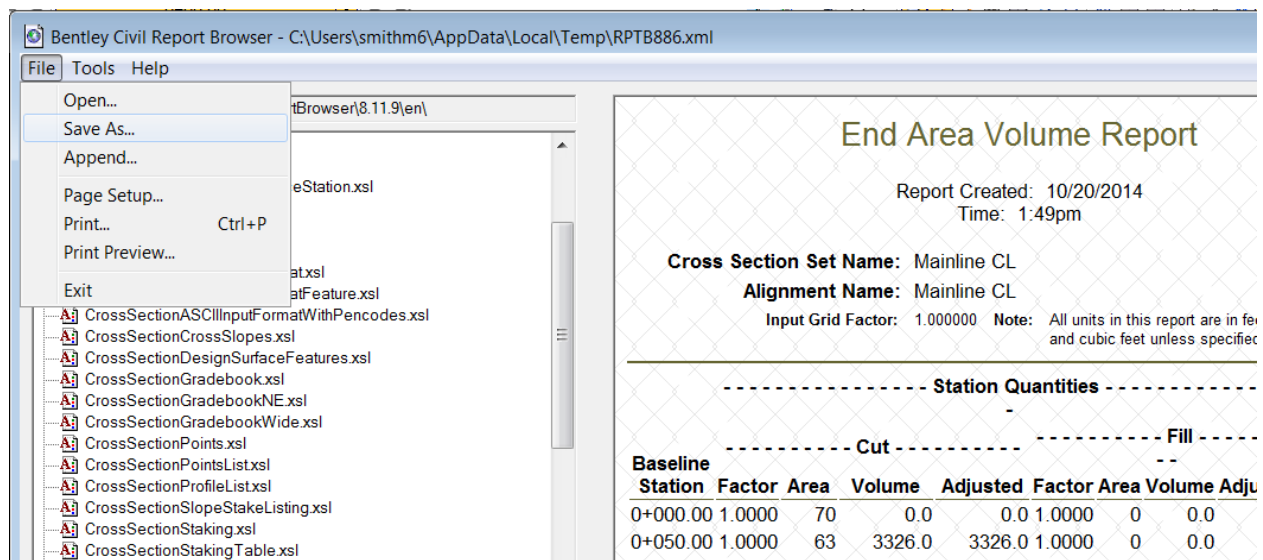 Bentley Civil Report Browser - C:\Users\smithm6\AppData\Local\Temp\RPTB886.xml
File Tools Help
Open...
Save As...
Append...
Page Setup...
Print... Ctrl+P
Print Preview...
Exit
tBrowser\8.11.9\en\
eStation.xsl
at.xsl
atFeature.xsl
CrossSectionASCIIInputFormatWithPencodes.xsl
CrossSectionCrossSlopes.xsl
CrossSectionDesignSurfaceFeatures.xsl
CrossSectionGradebook.xsl
CrossSectionGradebookNE.xsl
CrossSectionGradebookWide.xsl
CrossSectionPoints.xsl
CrossSectionPointsList.xsl
CrossSectionProfileList.xsl
CrossSectionSlopeStakeListing.xsl
CrossSectionStaking.xsl
CrossSectionStakingTable.xsl
End Area Volume Report
Report Created: 10/20/2014
Time: 1:49pm
Cross Section Set Name: Mainline CL
Alignment Name: Mainline CL
Input Grid Factor: 1.000000 Note: All units in this report are in fe
and cubic feet unless specified
- - - - - - - - - - - - - - - - - Station Quantities - - - - - - - - - - - - -
-
- - - - - - - - - - - Cut - - - - - - - - - - -
- - - - - - - - - - Fill - - - - -
- -
Baseline
Station Factor Area Volume Adjusted Factor Area Volume Adju
0+000.00 1.0000 70 0.0 0.0 1.0000 0 0.0
0+050.00 1.0000 63 3326.0 3326.0 1.0000 0 0.0